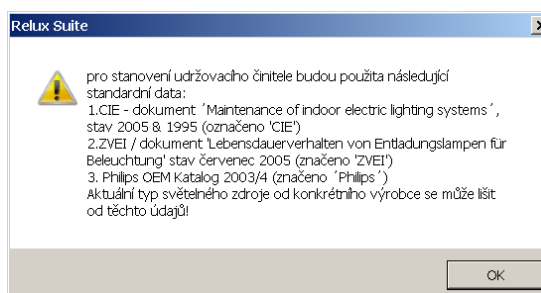 Relux Suite
pro stanovení udržovacího činitele budou použita následující
standardní data:
1.CIE - dokument ´Maintenance of indoor electric lighting systems´,
stav 2005 & 1995 (označeno 'CIE')
2.ZVEI / dokument 'Lebensdauerverhalten von Entladungslampen für
Beleuchtung' stav červenec 2005 (značeno 'ZVEI')
3. Philips OEM Katalog 2003/4 (značeno ´Philips´)
Aktuální typ světelného zdroje od konkrétního výrobce se může lišit
od těchto údajů!
OK